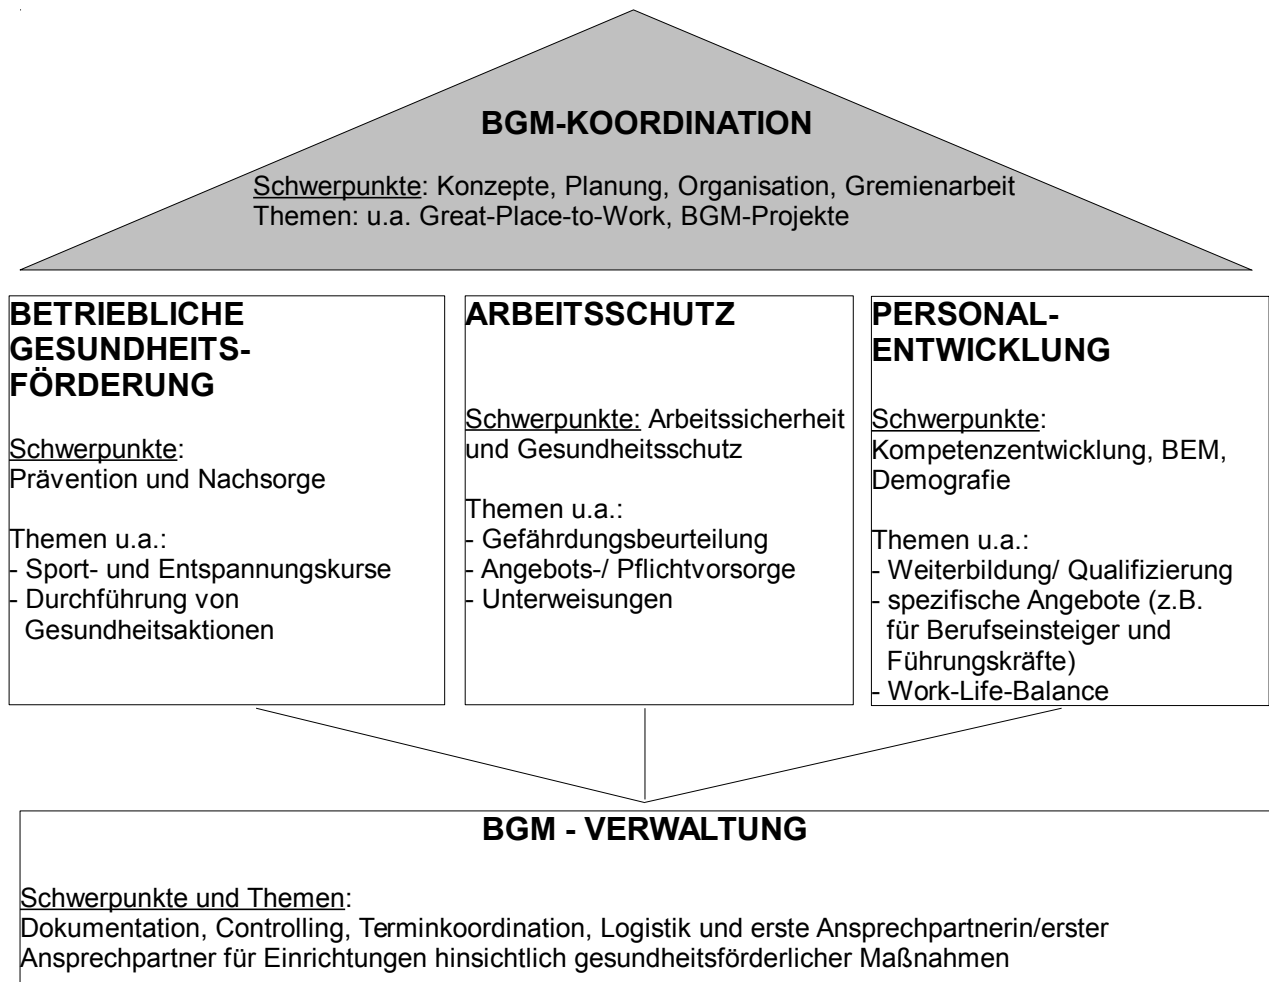 BGM-KOORDINATION
Schwerpunkte: Konzepte, Planung, Organisation, Gremienarbeit
Themen: u.a. Great-Place-to-Work, BGM-Projekte
BETRIEBLICHE
GESUNDHEITS-
FÖRDERUNG
Schwerpunkte:
Prävention und Nachsorge
Themen u.a.:
- Sport- und Entspannungskurse
- Durchführung von
Gesundheitsaktionen
ARBEITSSCHUTZ
Schwerpunkte: Arbeitssicherheit
und Gesundheitsschutz
Themen u.a.:
- Gefährdungsbeurteilung
- Angebots-/ Pflichtvorsorge
- Unterweisungen
PERSONAL-
ENTWICKLUNG
Schwerpunkte:
Kompetenzentwicklung, BEM,
Demografie
Themen u.a.:
- Weiterbildung/ Qualifizierung
- spezifische Angebote (z.B.
für Berufseinsteiger und
Führungskräfte)
- Work-Life-Balance
BGM - VERWALTUNG
Schwerpunkte und Themen:
Dokumentation, Controlling, Terminkoordination, Logistik und erste Ansprechpartnerin/erster
Ansprechpartner für Einrichtungen hinsichtlich gesundheitsförderlicher Maßnahmen